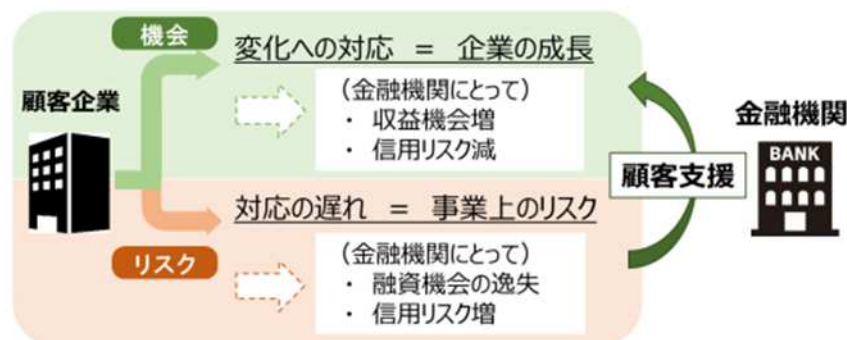 機会
変化への対応 = 企業の成長
顧客企業
(金融機関にとって)
・ 収益機会増
・ 信用リスク減
金融機関
BANK
顧客支援
対応の遅れ = 事業上のリスク
リスク
(金融機関にとって)
・ 融資機会の逸失
・ 信用リスク増